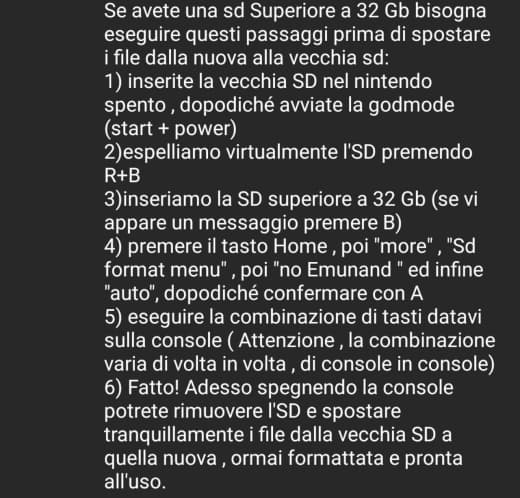 Se avete una sd Superiore a 32 Gb bisogna
eseguire questi passaggi prima di spostare
i file dalla nuova alla vecchia sd:
1) inserite la vecchia SD nel nintendo
spento , dopodiché avviate la godmode
(start + power)
2)espelliamo virtualmente l'SD premendo
R+B
3)inseriamo la SD superiore a 32 Gb (se vi
appare un messaggio premere B)
4) premere il tasto Home , poi "more" , "Sd
format menu" , poi "no Emunand " ed infine
"auto", dopodiché confermare con A
5) eseguire la combinazione di tasti datavi
sulla console ( Attenzione , la combinazione
varia di volta in volta , di console in console)
6) Fatto! Adesso spegnendo la console
potrete rimuovere l'SD e spostare
tranquillamente i file dalla vecchia SD a
quella nuova , ormai formattata e pronta
all'uso.